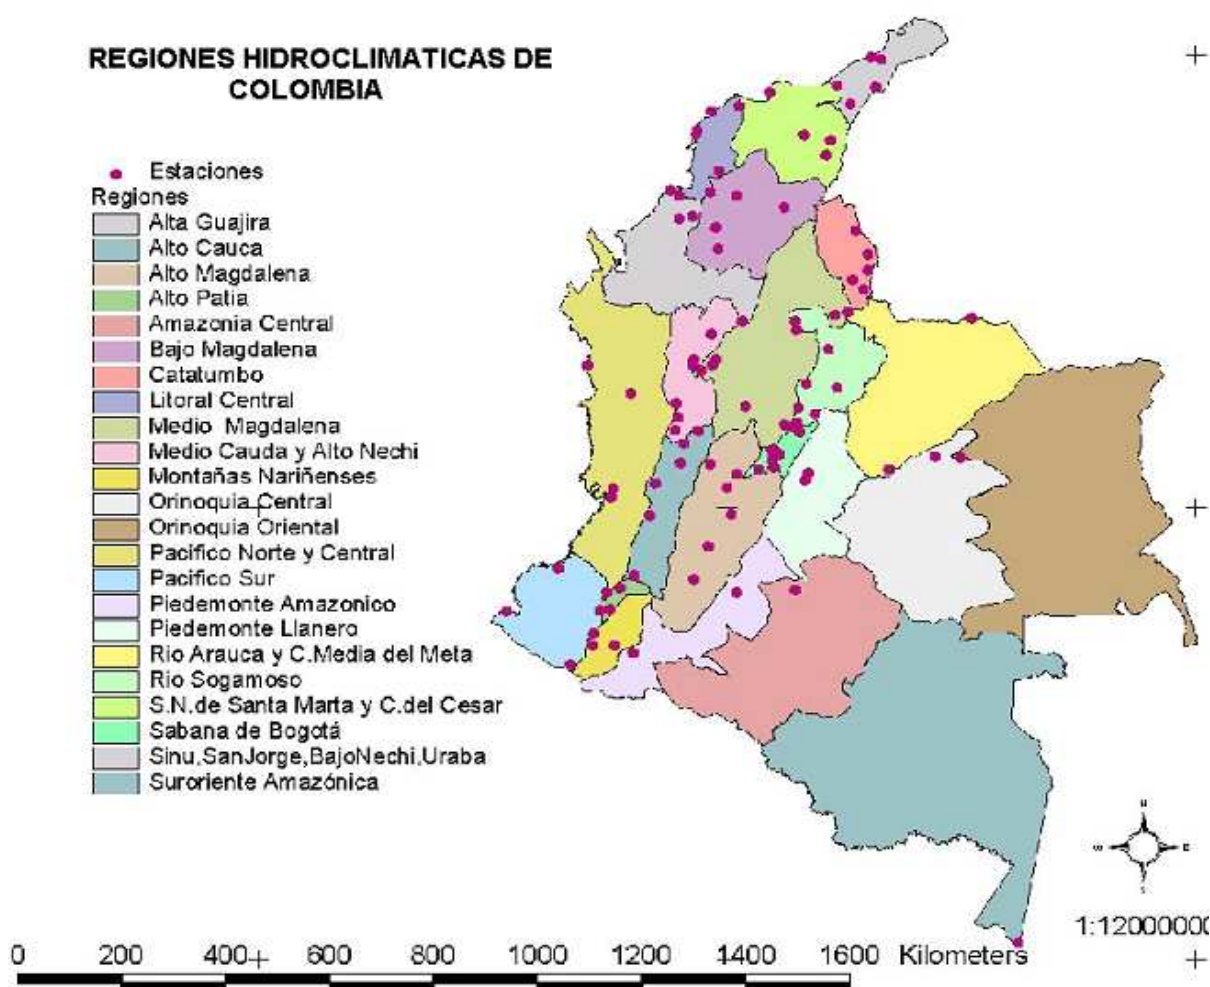 REGIONES HIDROCLIMATICAS DE
COLOMBIA
Estaciones
Regiones
Alta Guajira
Alto Cauca
Alto Magdalena
Alto Patia
Amazonia Central
Bajo Magdalena
Catatumbo
Litoral Central
Medio Magdalena
Medio Cauda y Alto Nechi
Montañas Nariñenses
Orinoquia Central
Orinoquia Oriental
Pacifico Norte y Central
Pacifico Sur
Piedemonte Amazonico
Piedemonte Llanero
Rio Arauca y C.Media del Meta
Rio Sogamoso
S.N.de Santa Marta y C.del Cesar
Sabana de Bogotá
Sinu,SanJorge,BajoNechi,Uraba
Suroriente Amazónica
1:12000000
0 200 400 600 800 1000 1200 1400 1600 Kilometers